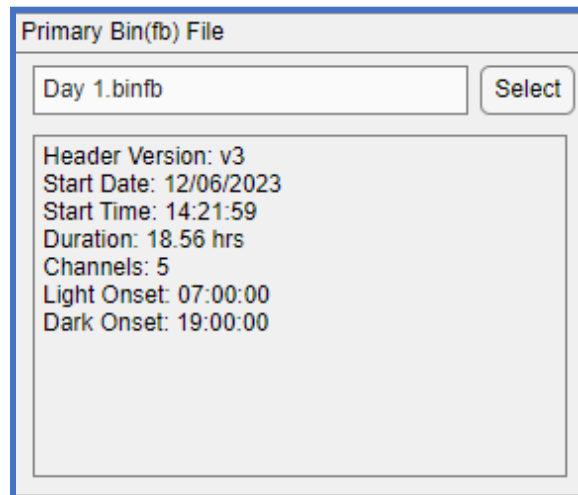 Primary Bin(fb) File
Day 1.binfb
Select
Header Version: v3
Start Date: 12/06/2023
Start Time: 14:21:59
Duration: 18.56 hrs
Channels: 5
Light Onset: 07:00:00
Dark Onset: 19:00:00